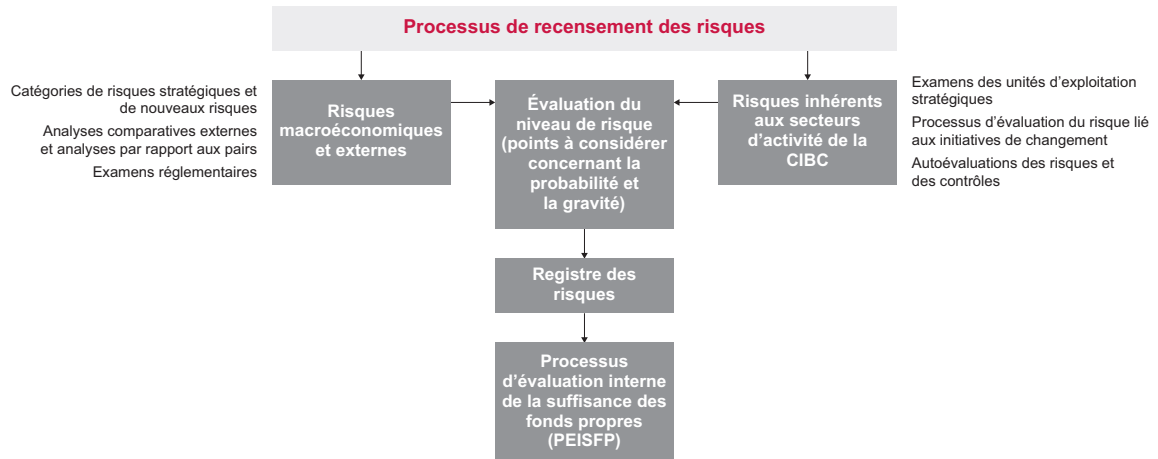 Processus de recensement des risques
Catégories de risques stratégiques et
de nouveaux risques
Analyses comparatives externes
et analyses par rapport aux pairs
Examens réglementaires
Risques
macroéconomiques
et externes
Évaluation du
niveau de risque
(points à considérer
concernant la
probabilité et
la gravité)
Risques inhérents
aux secteurs
d’activité de la
CIBC
Examens des unités d’exploitation
stratégiques
Processus d’évaluation du risque lié
aux initiatives de changement
Autoévaluations des risques et
des contrôles
Registre des
risques
Processus
d’évaluation interne
de la suffisance des
fonds propres
(PEISFP)